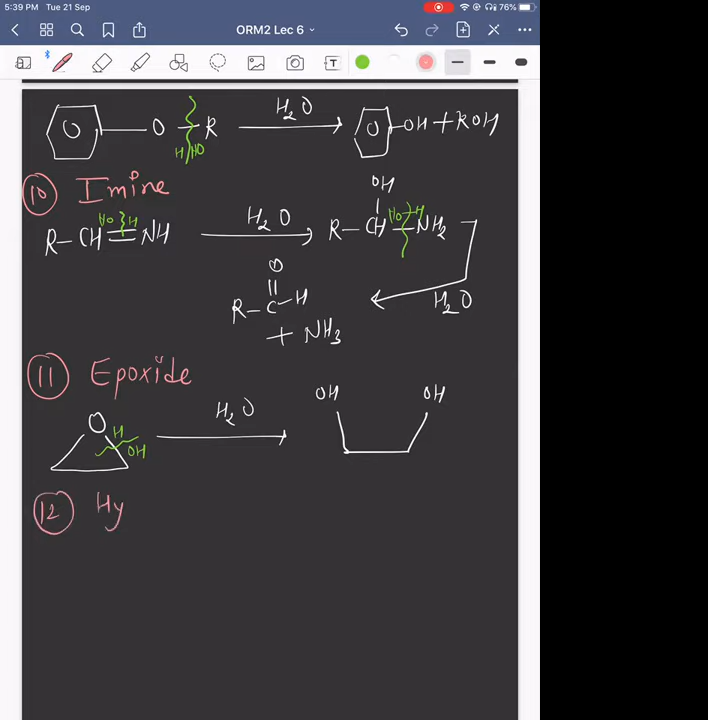 5:39 PM Tue 21 Sep 76%
ORM2 Lec 6
T
H₂O
O R OH + ROH
H HO
10 Imine
OH
HO H H₂O HO H
R-CH=NH R-CH-NH₂
O
R-C-H H₂O
+ NH₃
11 Epoxide
OH OH
O H H₂O
OH
12 Hy